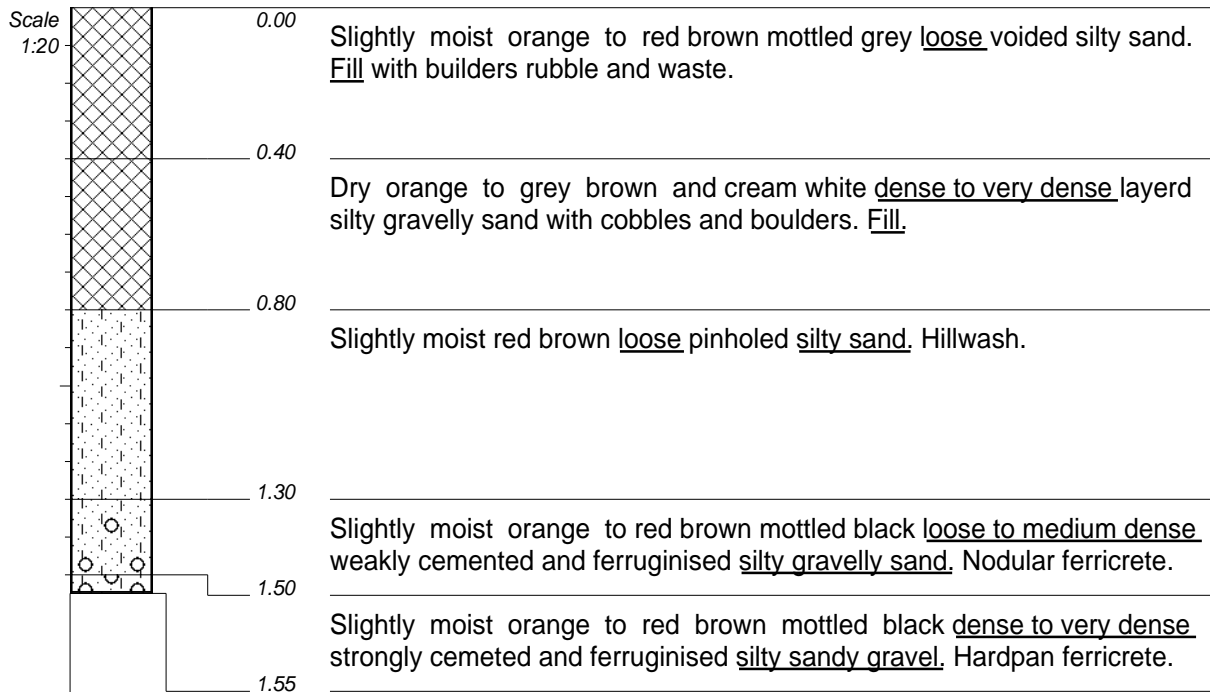 Scale
1:20
0.00
Slightly moist orange to red brown mottled grey loose voided silty sand.
Fill with builders rubble and waste.
0.40
Dry orange to grey brown and cream white dense to very dense layerd
silty gravelly sand with cobbles and boulders. Fill.
0.80
Slightly moist red brown loose pinholed silty sand. Hillwash.
1.30
Slightly moist orange to red brown mottled black loose to medium dense
weakly cemented and ferruginised silty gravelly sand. Nodular ferricrete.
1.50
Slightly moist orange to red brown mottled black dense to very dense
strongly cemeted and ferruginised silty sandy gravel. Hardpan ferricrete.
1.55